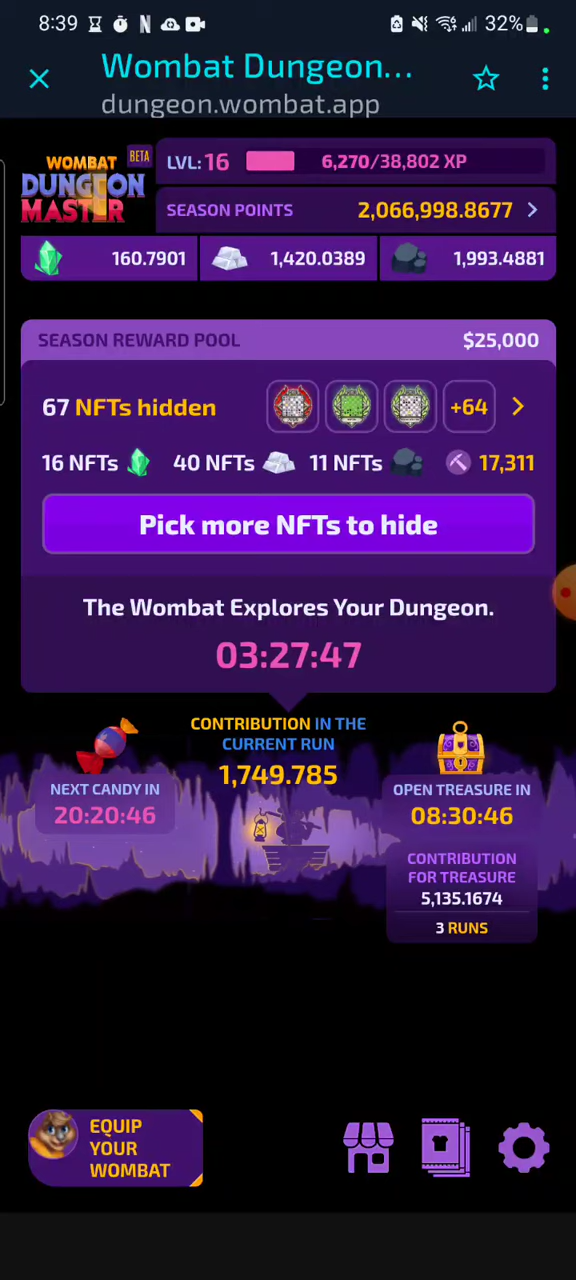 8:39
N
32%
Wombat Dungeon...
dungeon.wombat.app
WOMBAT
DUNGEON
MASTER
BETA
LVL: 16
6,270/38,802 XP
SEASON POINTS
2,066,998.8677
160.7901
1,420.0389
1,993.4881
SEASON REWARD POOL
$25,000
67 NFTs hidden
+64
16 NFTs
40 NFTs
11 NFTs
17,311
Pick more NFTs to hide
The Wombat Explores Your Dungeon.
03:27:47
CONTRIBUTION IN THE
CURRENT RUN
1,749.785
NEXT CANDY IN
20:20:46
OPEN TREASURE IN
08:30:46
CONTRIBUTION
FOR TREASURE
5,135.1674
3 RUNS
EQUIP
YOUR
WOMBAT